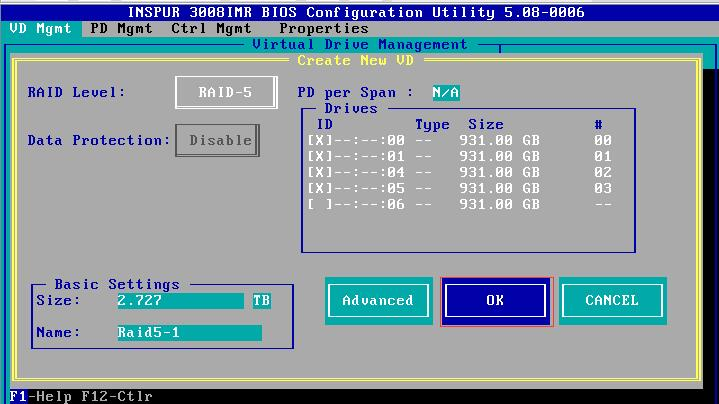 INSPUR 3008IMR BIOS Configuration Utility 5.08-0006
VD Mgmt PD Mgmt Ctrl Mgmt Properties
Virtual Drive Management
Create New VD
RAID Level: RAID-5 PD per Span : N/A
Drives
ID Type Size #
[X]--:--:00 -- 931.00 GB 00
Data Protection: Disable [X]--:--:01 -- 931.00 GB 01
[X]--:--:04 -- 931.00 GB 02
[X]--:--:05 -- 931.00 GB 03
[ ]--:--:06 -- 931.00 GB --
Basic Settings
Size: 2.727 TB
Name: Raid5-1
Advanced OK CANCEL
F1-Help F12-Ctlr